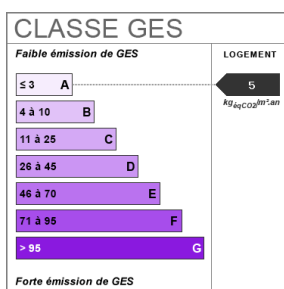 CLASSE GES
Faible émission de GES
LOGEMENT
≤ 3 A
5
kgéqCO2/m².an
4 à 10 B
11 à 25 C
26 à 45 D
46 à 70 E
71 à 95 F
> 95 G
Forte émission de GES